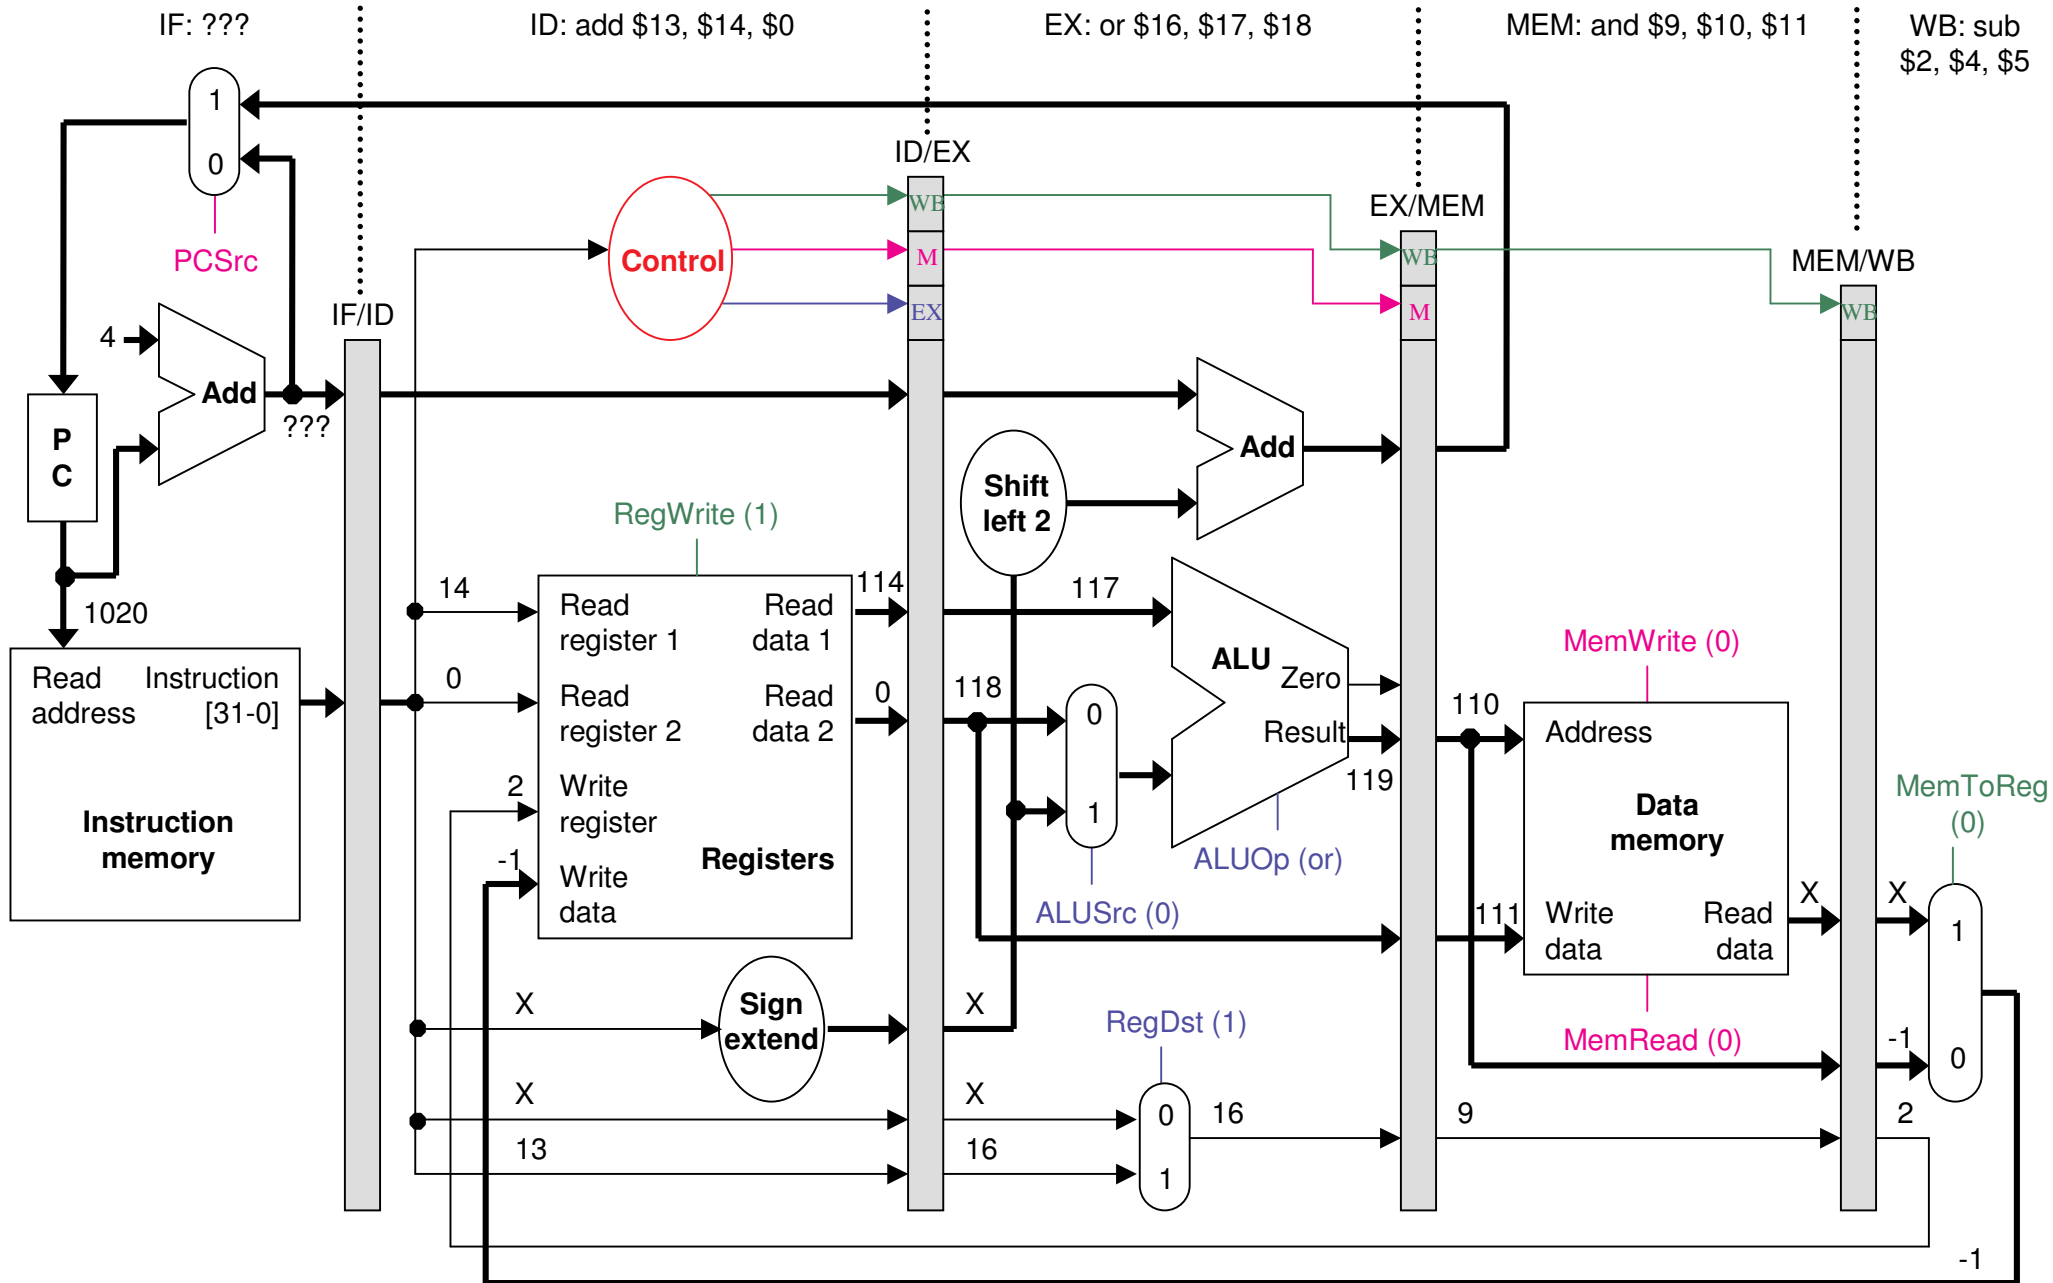 IF: ???
ID: add $13, $14, $0
EX: or $16, $17, $18
MEM: and $9, $10, $11
WB: sub
$2, $4, $5
1
0
PCSrc
4
Add
???
P
C
1020
Read
address
Instruction
[31-0]
Instruction
memory
IF/ID
Control
ID/EX
WB
M
EX
EX/MEM
WB
M
MEM/WB
WB
RegWrite (1)
14
0
2
-1
Read
register 1
Read
data 1
Read
register 2
Read
data 2
Write
register
Write
data
Registers
114
0
X
Sign
extend
X
13
Shift
left 2
Add
117
118
0
1
ALUSrc (0)
ALU
Zero
Result
119
ALUOp (or)
X
X
16
RegDst (1)
0
1
16
110
111
MemWrite (0)
Address
Data
memory
Write
data
Read
data
MemRead (0)
9
X
X
-1
2
MemToReg
(0)
1
0
-1